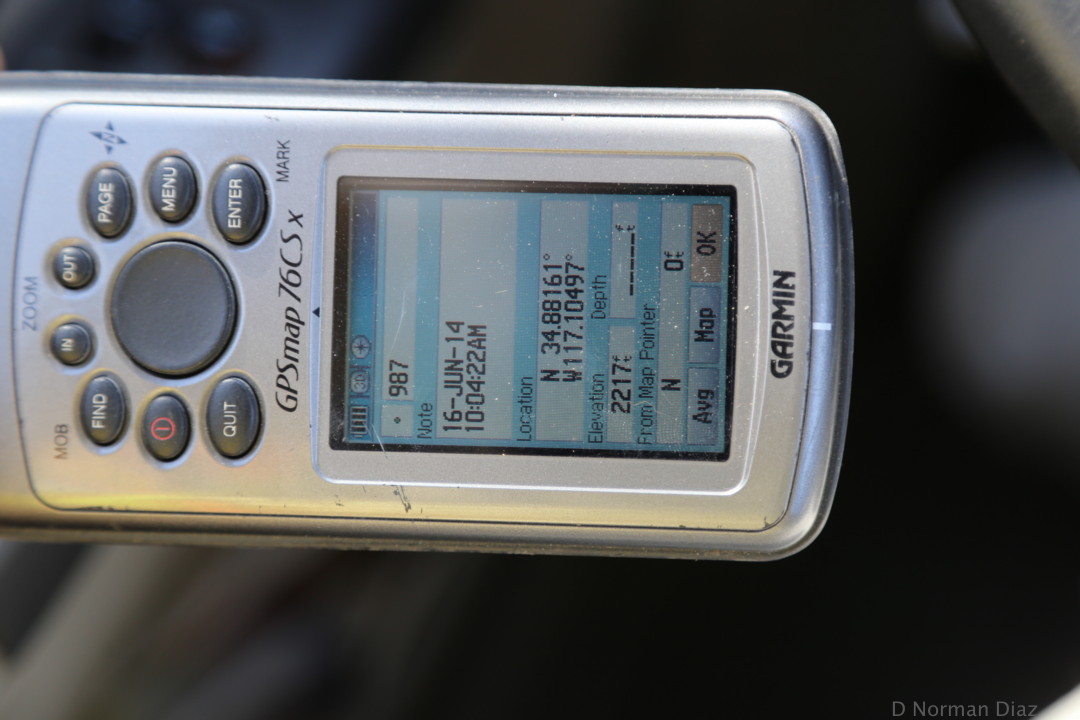 MOB
ZOOM
FIND
IN
OUT
PAGE
N
MENU
QUIT
ENTER
MARK
GPSmap 76CSx
3D
987
Note
16-JUN-14
10:04:22AM
Location
N 34.88161°
W117.10497°
Elevation Depth
2217ft -----ft
From Map Pointer
N 0ft
Avg Map OK
GARMIN
D Norman Diaz